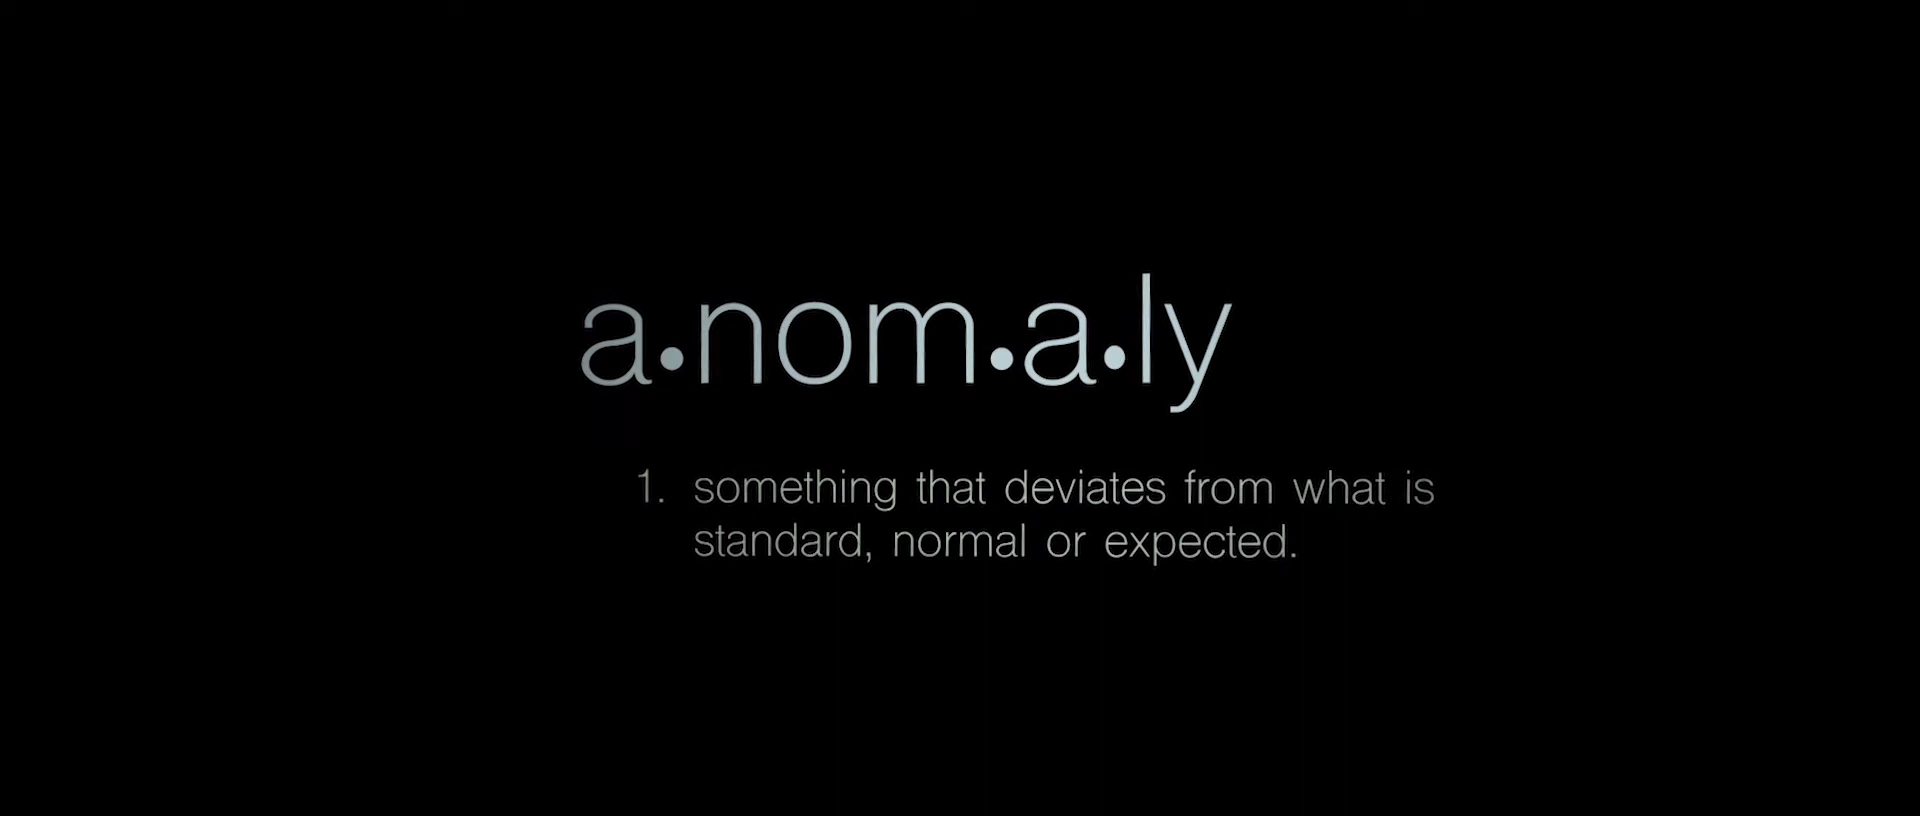 a•nom•a•ly
1. something that deviates from what is
standard, normal or expected.